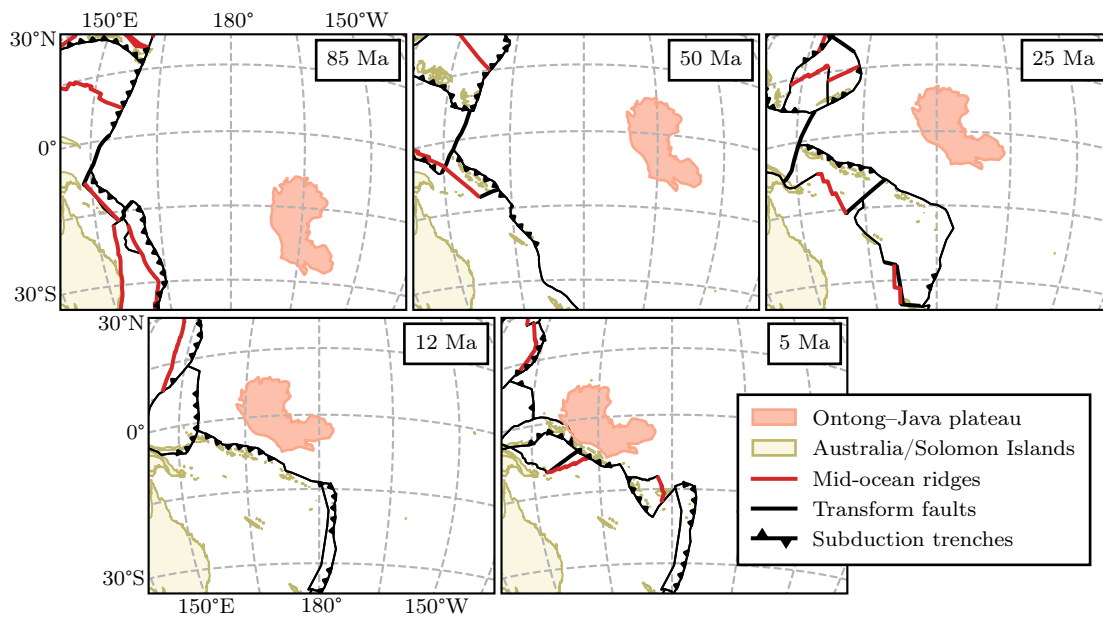 150°E 180° 150°W
30°N
85 Ma
50 Ma
25 Ma
0°
30°S
30°N
12 Ma
5 Ma
0°
30°S
150°E 180° 150°W
Ontong–Java plateau
Australia/Solomon Islands
Mid-ocean ridges
Transform faults
Subduction trenches